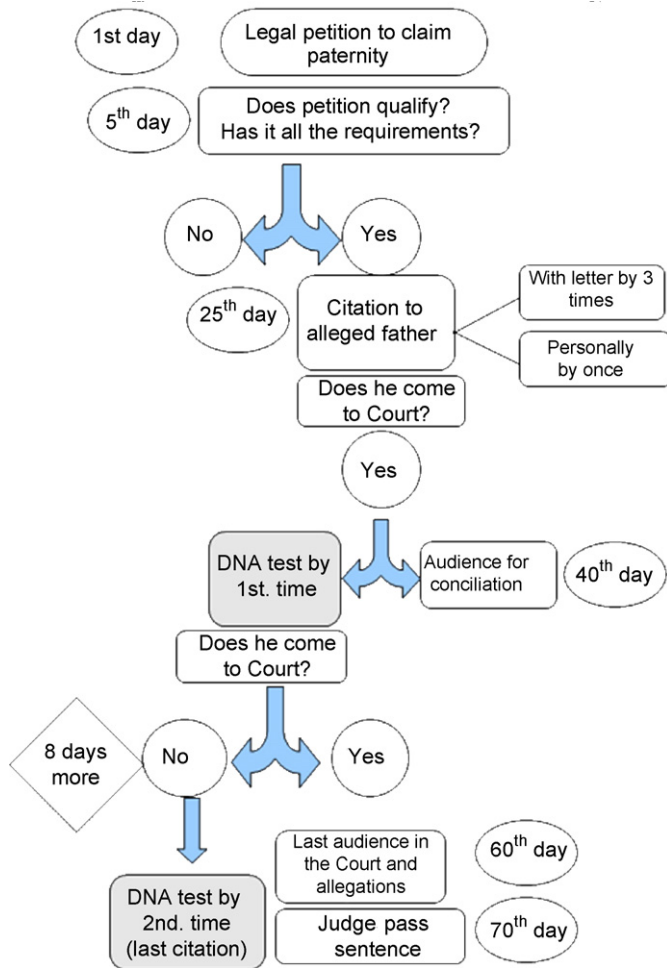 1st day
Legal petition to claim
paternity
5th day
Does petition qualify?
Has it all the requirements?
No
Yes
25th day
Citation to
alleged father
With letter by 3
times
Personally
by once
Does he come
to Court?
Yes
DNA test by
1st. time
Audience for
conciliation
40th day
Does he come
to Court?
8 days
more
No
Yes
DNA test by
2nd. time
(last citation)
Last audience in
the Court and
allegations
60th day
Judge pass
sentence
70th day